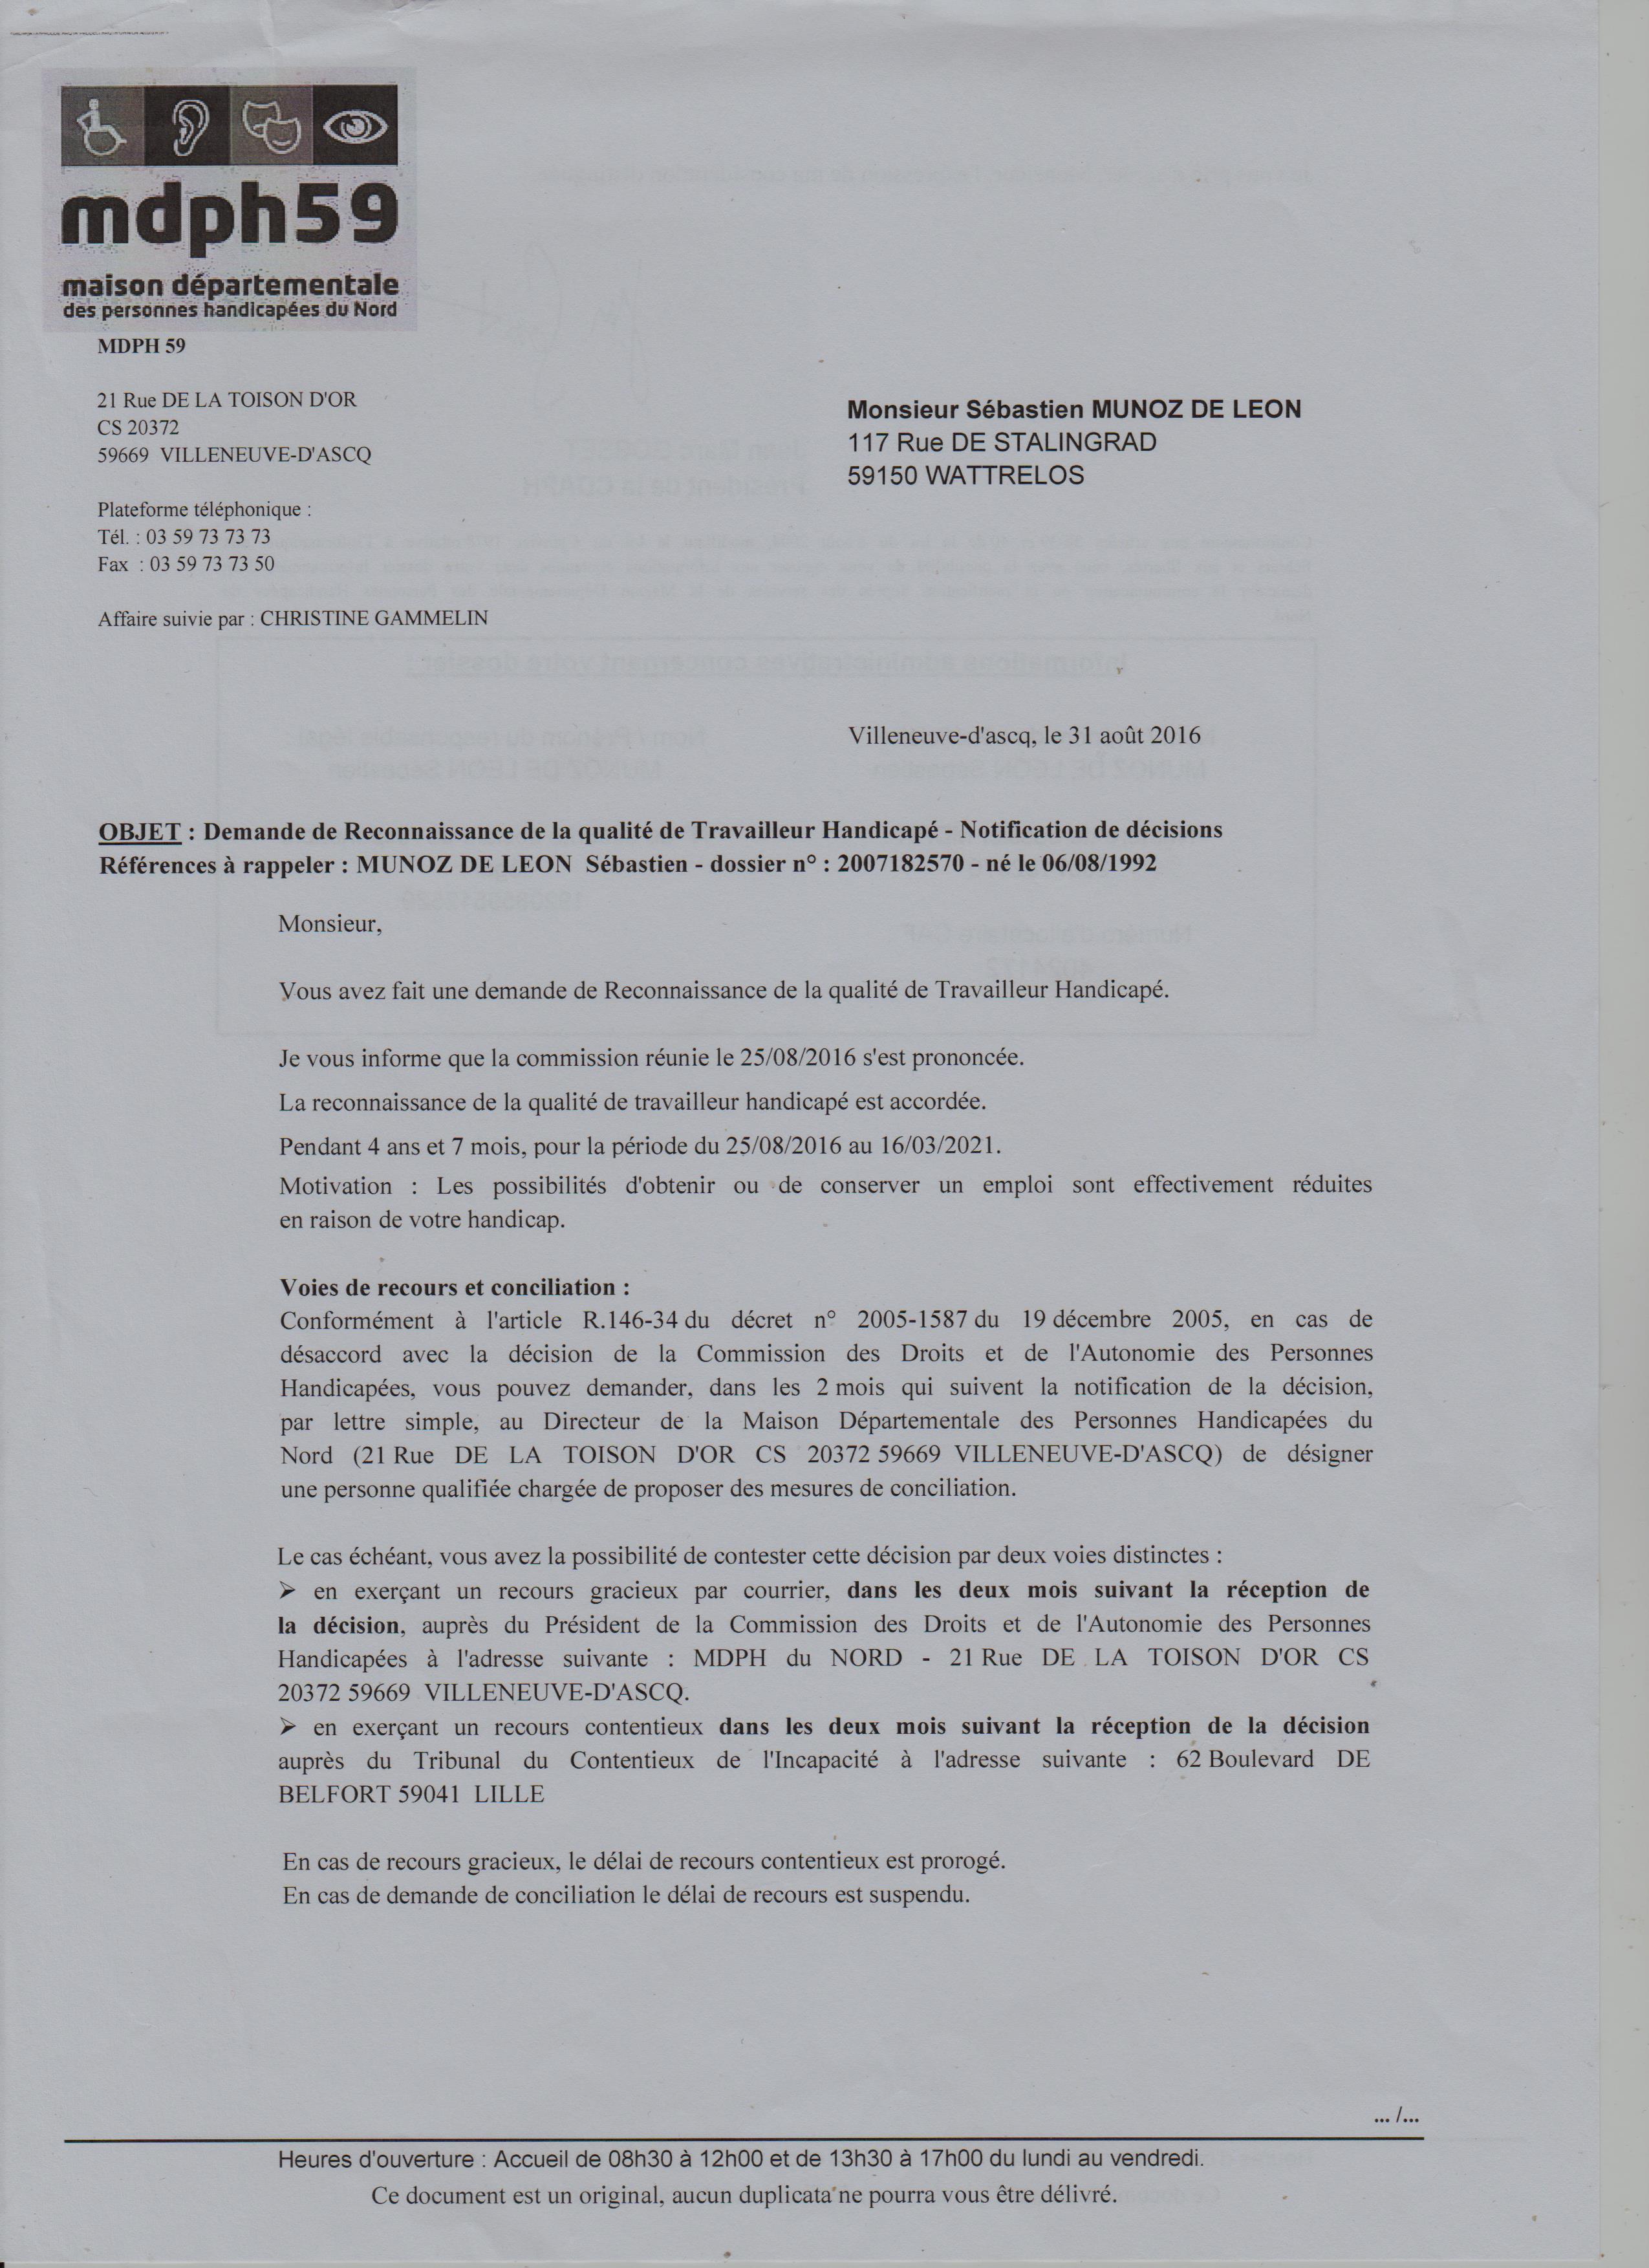 mdph59
maison départementale
des personnes handicapées du Nord
MDPH 59
21 Rue DE LA TOISON D'OR
CS 20372
59669 VILLENEUVE-D'ASCQ
Plateforme téléphonique :
Tél. : 03 59 73 73 73
Fax : 03 59 73 73 50
Affaire suivie par : CHRISTINE GAMMELIN
Monsieur Sébastien MUNOZ DE LEON
117 Rue DE STALINGRAD
59150 WATTRELOS
Villeneuve-d'ascq, le 31 août 2016
OBJET : Demande de Reconnaissance de la qualité de Travailleur Handicapé - Notification de décisions
Références à rappeler : MUNOZ DE LEON Sébastien - dossier n° : 2007182570 - né le 06/08/1992
Monsieur,
Vous avez fait une demande de Reconnaissance de la qualité de Travailleur Handicapé.
Je vous informe que la commission réunie le 25/08/2016 s'est prononcée.
La reconnaissance de la qualité de travailleur handicapé est accordée.
Pendant 4 ans et 7 mois, pour la période du 25/08/2016 au 16/03/2021.
Motivation : Les possibilités d'obtenir ou de conserver un emploi sont effectivement réduites
en raison de votre handicap.
Voies de recours et conciliation :
Conformément à l'article R.146-34 du décret n° 2005-1587 du 19 décembre 2005, en cas de
désaccord avec la décision de la Commission des Droits et de l'Autonomie des Personnes
Handicapées, vous pouvez demander, dans les 2 mois qui suivent la notification de la décision,
par lettre simple, au Directeur de la Maison Départementale des Personnes Handicapées du
Nord (21 Rue DE LA TOISON D'OR CS 20372 59669 VILLENEUVE-D'ASCQ) de désigner
une personne qualifiée chargée de proposer des mesures de conciliation.
Le cas échéant, vous avez la possibilité de contester cette décision par deux voies distinctes :
➢ en exerçant un recours gracieux par courrier, dans les deux mois suivant la réception de
la décision, auprès du Président de la Commission des Droits et de l'Autonomie des Personnes
Handicapées à l'adresse suivante : MDPH du NORD - 21 Rue DE LA TOISON D'OR CS
20372 59669 VILLENEUVE-D'ASCQ.
➢ en exerçant un recours contentieux dans les deux mois suivant la réception de la décision
auprès du Tribunal du Contentieux de l'Incapacité à l'adresse suivante : 62 Boulevard DE
BELFORT 59041 LILLE
En cas de recours gracieux, le délai de recours contentieux est prorogé.
En cas de demande de conciliation le délai de recours est suspendu.
... /...
Heures d'ouverture : Accueil de 08h30 à 12h00 et de 13h30 à 17h00 du lundi au vendredi.
Ce document est un original, aucun duplicata ne pourra vous être délivré.